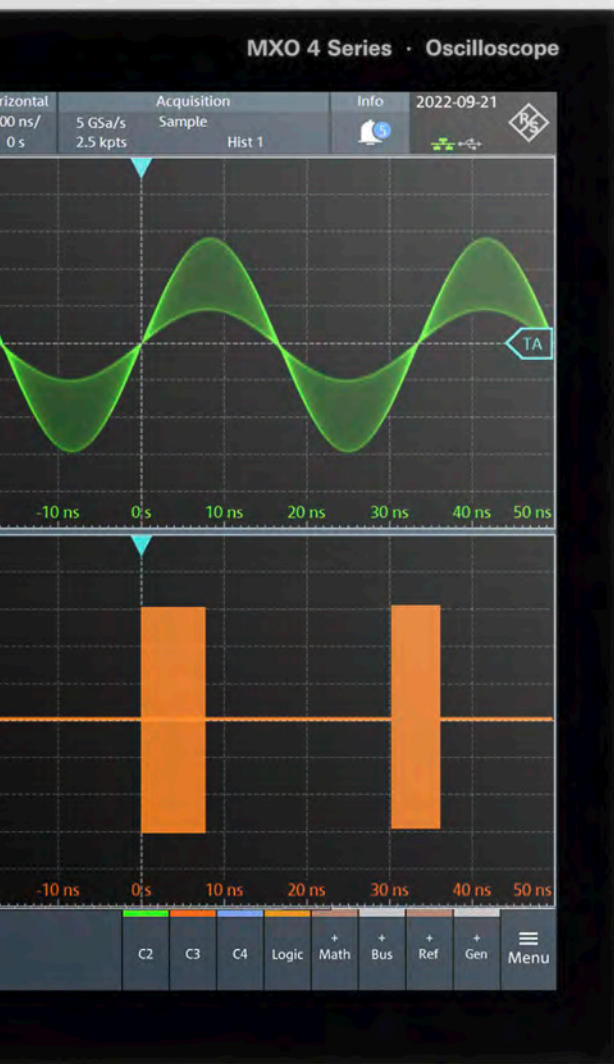 MXO 4 Series · Oscilloscope
rizontal
Acquisition
Info
2022-09-21
00 ns/
5 GSa/s
Sample
0 s
2.5 kpts
Hist 1
5
R&S
TA
-10 ns
0 s
10 ns
20 ns
30 ns
40 ns
50 ns
-10 ns
0 s
10 ns
20 ns
30 ns
40 ns
50 ns
C2
C3
C4
Logic
+
Math
+
Bus
+
Ref
+
Gen
Menu